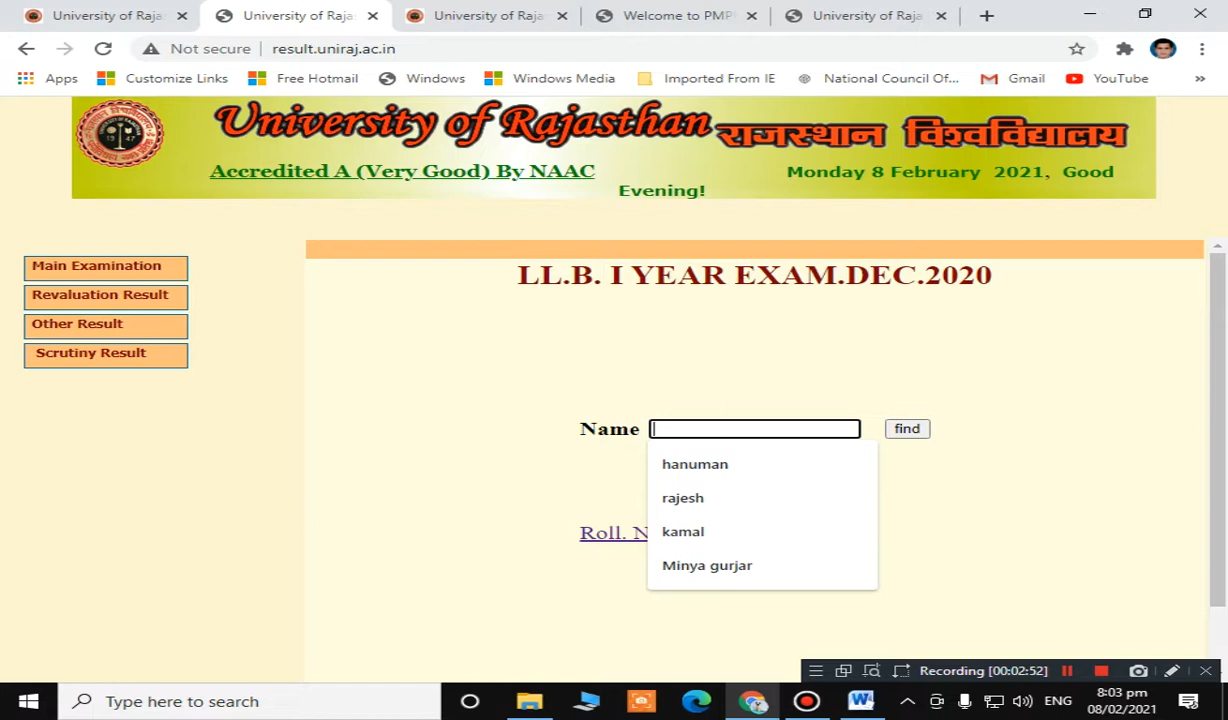 University of Rajas
University of Rajas
University of Rajas
Welcome to PMP
University of Rajas
Not secure
result.uniraj.ac.in
Apps
Customize Links
Free Hotmail
Windows
Windows Media
Imported From IE
National Council Of...
Gmail
YouTube
»
University of Rajasthan राजस्थान विश्वविद्यालय
Accredited A (Very Good) By NAAC
Monday 8 February 2021, Good
Evening!
Main Examination
Revaluation Result
Other Result
Scrutiny Result
LL.B. I YEAR EXAM.DEC.2020
Name
find
hanuman
rajesh
kamal
Minya gurjar
Roll. N
Recording [00:02:52]
Type here to search
ENG
8:03 pm
08/02/2021